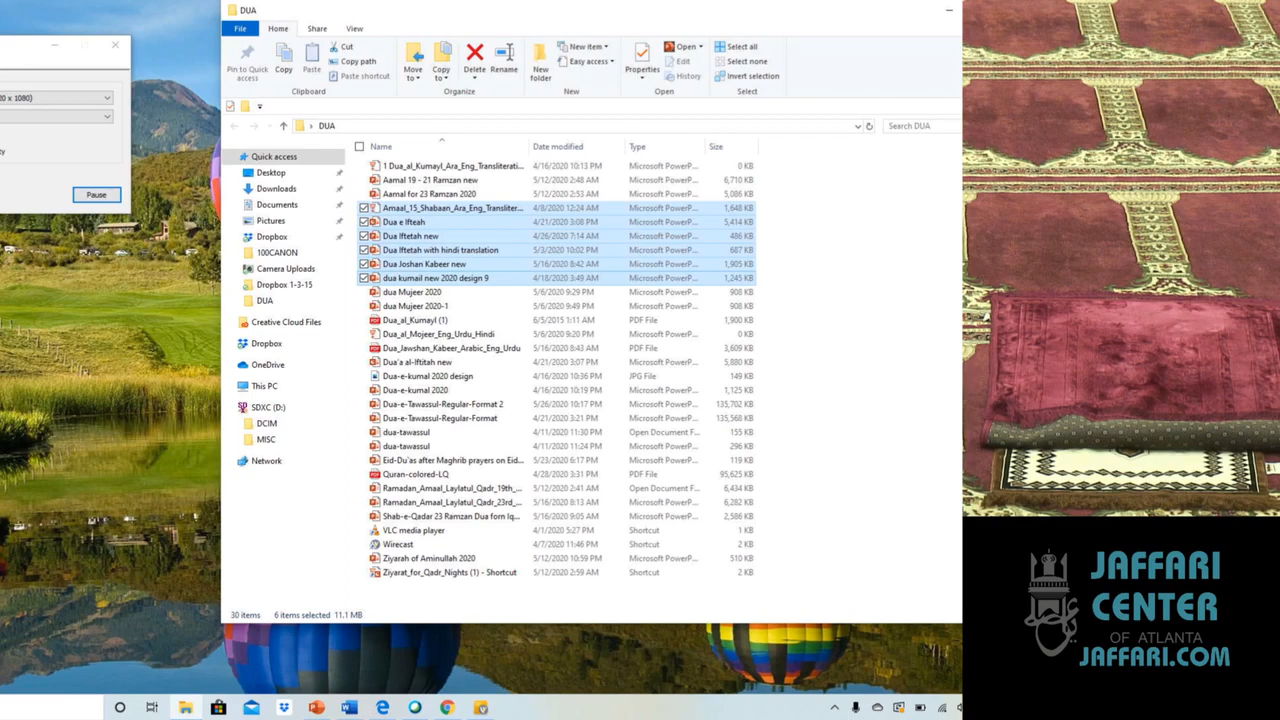 DUA
File Home Share View
20 x 1080)
Pause
Pin to Quick access
Copy
Paste
Cut
Copy path
Paste shortcut
Clipboard
Move to
Copy to
Delete
Rename
Organize
New folder
New item
Easy access
New
Properties
Open
Edit
History
Open
Select all
Select none
Invert selection
Select
DUA
Search DUA
Quick access
Desktop
Downloads
Documents
Pictures
Dropbox
100CANON
Camera Uploads
Dropbox 1-3-15
DUA
Creative Cloud Files
Dropbox
OneDrive
This PC
SDXC (D:)
DCIM
MISC
Network
Name Date modified Type Size
1 Dua_al_Kumayl_Ara_Eng_Transliterati... 4/16/2020 10:13 PM Microsoft PowerP... 0 KB
Aamal 19 - 21 Ramzan new 5/12/2020 2:48 AM Microsoft PowerP... 6,710 KB
Aamal for 23 Ramzan 2020 5/12/2020 2:53 AM Microsoft PowerP... 5,086 KB
Amaal_15_Shabaan_Ara_Eng_Transliter... 4/8/2020 12:24 AM Microsoft PowerP... 1,648 KB
Dua e Ifteah 4/21/2020 3:08 PM Microsoft PowerP... 5,414 KB
Dua Iftetah new 4/26/2020 7:14 AM Microsoft PowerP... 486 KB
Dua Iftetah with hindi translation 5/3/2020 10:02 PM Microsoft PowerP... 687 KB
Dua Joshan Kabeer new 5/16/2020 8:42 AM Microsoft PowerP... 1,905 KB
dua kumail new 2020 design 9 4/18/2020 3:49 AM Microsoft PowerP... 1,245 KB
dua Mujeer 2020 5/6/2020 9:29 PM Microsoft PowerP... 908 KB
dua Mujeer 2020-1 5/6/2020 9:49 PM Microsoft PowerP... 908 KB
Dua_al_Kumayl (1) 6/5/2015 1:11 AM PDF File 1,900 KB
Dua_al_Mojeer_Eng_Urdu_Hindi 5/6/2020 9:20 PM Microsoft PowerP... 0 KB
Dua_Jawshan_Kabeer_Arabic_Eng_Urdu 5/16/2020 8:43 AM PDF File 3,609 KB
Dua'a al-Iftitah new 4/21/2020 3:07 PM Microsoft PowerP... 5,880 KB
Dua-e-kumal 2020 design 4/16/2020 10:36 PM JPG File 149 KB
Dua-e-kumal 2020 4/16/2020 10:19 PM Microsoft PowerP... 1,125 KB
Dua-e-Tawassul-Regular-Format 2 5/26/2020 10:17 PM Microsoft PowerP... 135,702 KB
Dua-e-Tawassul-Regular-Format 4/21/2020 3:21 PM Microsoft PowerP... 135,568 KB
dua-tawassul 4/11/2020 11:30 PM Open Document F... 155 KB
dua-tawassul 4/11/2020 11:24 PM Microsoft PowerP... 296 KB
Eid-Du`as after Maghrib prayers on Eid... 5/23/2020 6:17 PM Microsoft PowerP... 119 KB
Quran-colored-LQ 4/28/2020 3:31 PM PDF File 95,625 KB
Ramadan_Amaal_Laylatul_Qadr_19th_... 5/12/2020 2:41 AM Open Document F... 6,434 KB
Ramadan_Amaal_Laylatul_Qadr_23rd_... 5/16/2020 8:13 AM Microsoft PowerP... 6,282 KB
Shab-e-Qadar 23 Ramzan Dua forn Iq... 5/16/2020 9:05 AM Microsoft PowerP... 2,586 KB
VLC media player 4/1/2020 5:27 PM Shortcut 1 KB
Wirecast 4/7/2020 11:46 PM Shortcut 2 KB
Ziyarah of Aminullah 2020 5/12/2020 10:59 PM Microsoft PowerP... 510 KB
Ziyarat_for_Qadr_Nights (1) - Shortcut 5/12/2020 2:59 AM Shortcut 2 KB
30 items 6 items selected 11.1 MB
JAFFARI
CENTER
OF ATLANTA
JAFFARI.COM